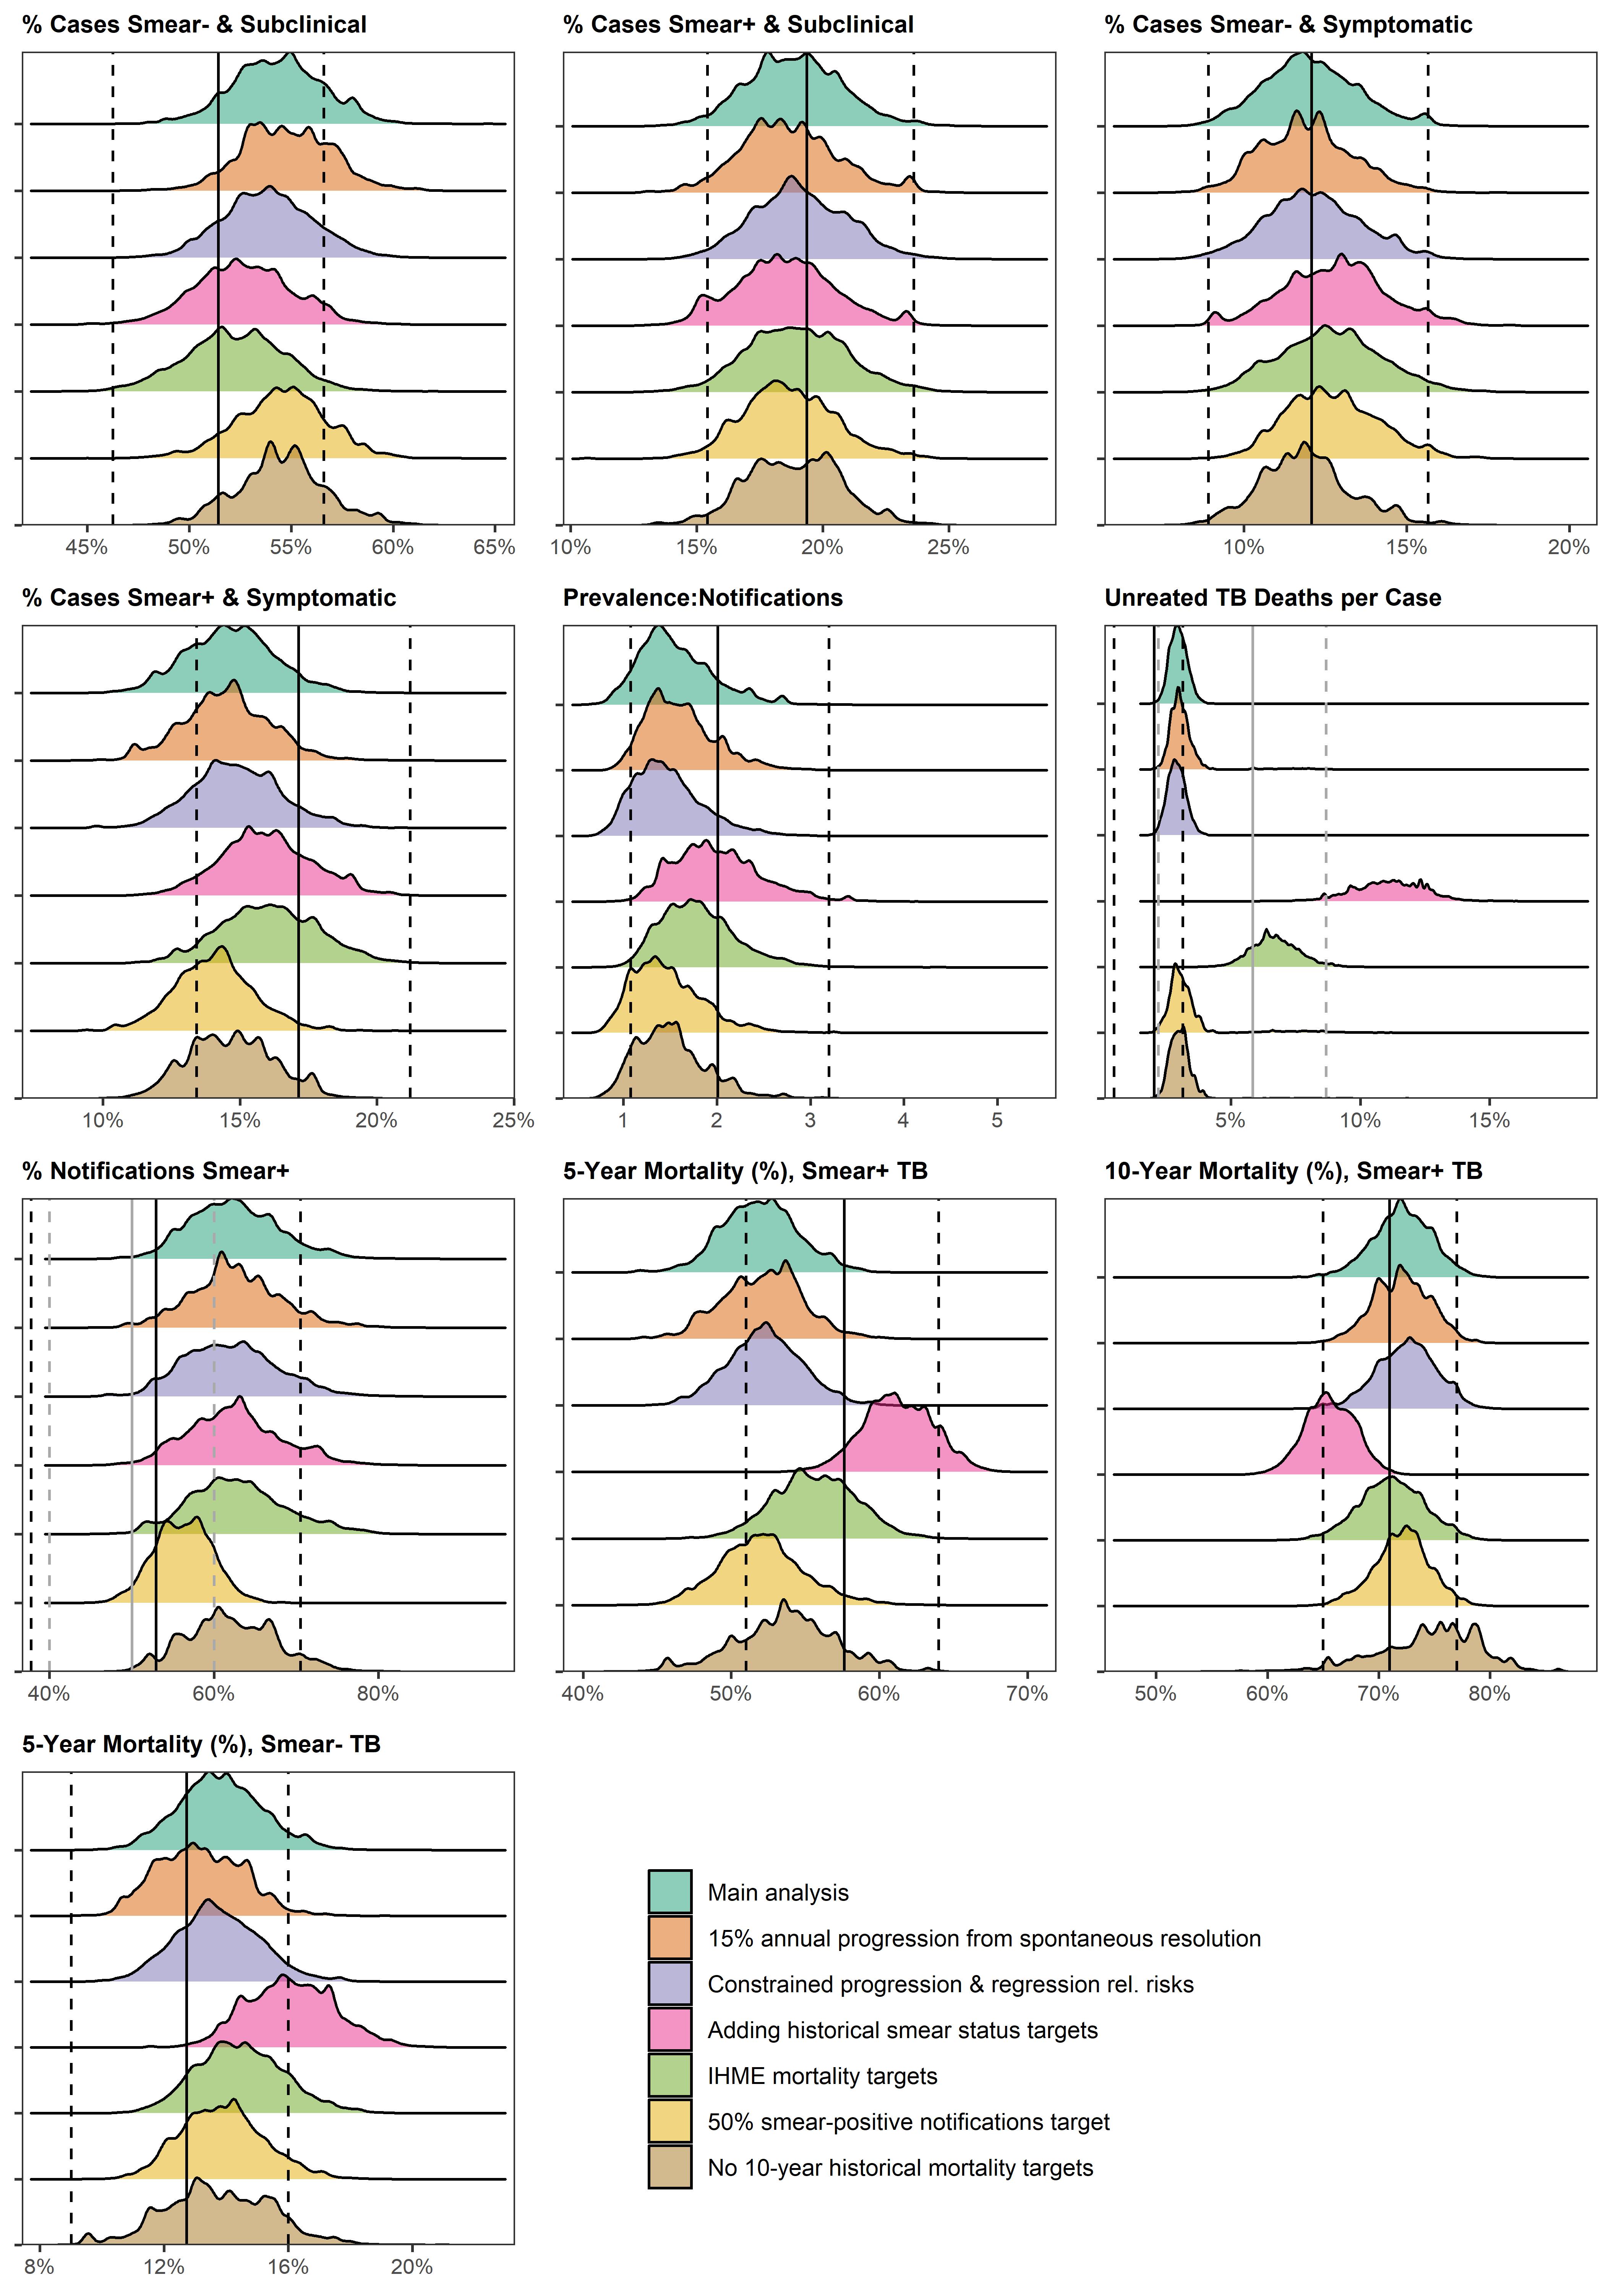 % Cases Smear- & Subclinical
% Cases Smear+ & Subclinical
% Cases Smear- & Symptomatic
45% 50% 55% 60% 65%
10% 15% 20% 25%
10% 15% 20%
% Cases Smear+ & Symptomatic
Prevalence:Notifications
Unreated TB Deaths per Case
10% 15% 20% 25%
1 2 3 4 5
5% 10% 15%
% Notifications Smear+
5-Year Mortality (%), Smear+ TB
10-Year Mortality (%), Smear+ TB
40% 60% 80%
40% 50% 60% 70%
50% 60% 70% 80%
5-Year Mortality (%), Smear- TB
8% 12% 16% 20%
Main analysis
15% annual progression from spontaneous resolution
Constrained progression & regression rel. risks
Adding historical smear status targets
IHME mortality targets
50% smear-positive notifications target
No 10-year historical mortality targets